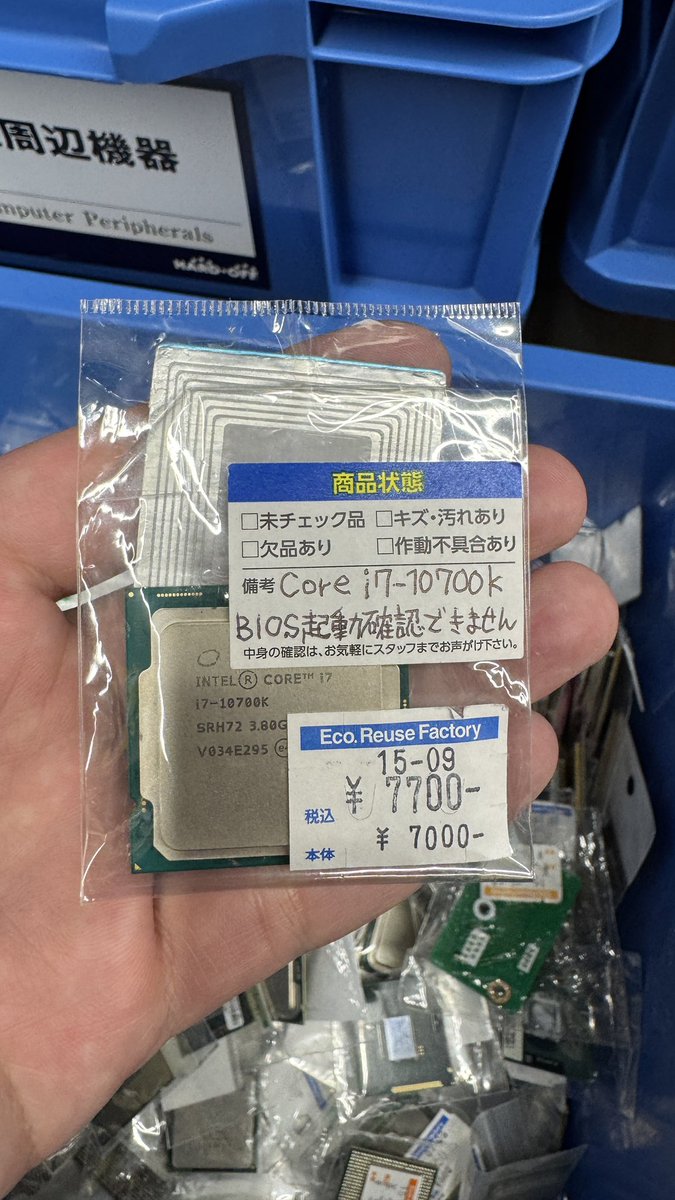 周辺機器
mputer Peripherals
HARD-OFF
商品状態
□未チェック品 □キズ・汚れあり
□欠品あり □作動不具合あり
備考 Core i7-10700k
BIOS起動確認できません
中身の確認は、お気軽にスタッフまでお声がけ下さい。
INTEL® CORE™ i7
i7-10700K
SRH72 3.80G
V034E295
Eco.Reuse Factory
15-09
税込 ¥7700-
本体 ¥7000-